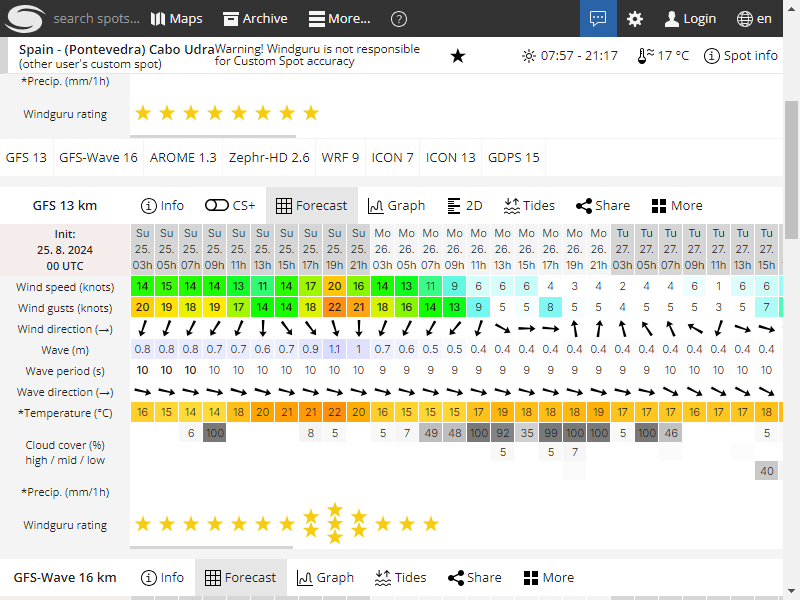 search spots... Maps Archive More... ? Login en
Spain - (Pontevedra) Cabo Udra Warning! Windguru is not responsible for Custom Spot accuracy
(other user's custom spot)
07:57 - 21:17 17 °C Spot info
*Precip. (mm/1h)
Windguru rating
GFS 13 GFS-Wave 16 AROME 1.3 Zephr-HD 2.6 WRF 9 ICON 7 ICON 13 GDPS 15
GFS 13 km Info CS+ Forecast Graph 2D Tides Share More
Init: Su Su Su Su Su Su Su Su Su Su Mo Mo Mo Mo Mo Mo Mo Mo Mo Mo Tu Tu Tu Tu Tu Tu Tu
25. 8. 2024 25. 25. 25. 25. 25. 25. 25. 25. 25. 25. 26. 26. 26. 26. 26. 26. 26. 26. 26. 26. 27. 27. 27. 27. 27. 27. 27.
00 UTC 03h 05h 07h 09h 11h 13h 15h 17h 19h 21h 03h 05h 07h 09h 11h 13h 15h 17h 19h 21h 03h 05h 07h 09h 11h 13h 15h
Wind speed (knots) 14 15 14 14 13 11 14 17 20 16 14 13 11 9 6 6 6 4 3 4 2 4 4 6 1 6 6
Wind gusts (knots) 20 19 18 19 17 14 14 18 22 21 18 16 14 13 9 5 5 8 5 5 4 5 5 5 3 5 7
Wind direction (→)
Wave (m) 0.8 0.8 0.8 0.7 0.7 0.6 0.7 0.9 1.1 1 0.7 0.6 0.5 0.5 0.4 0.4 0.4 0.4 0.4 0.4 0.4 0.4 0.4 0.4 0.4 0.4 0.4
Wave period (s) 10 10 10 10 10 10 10 10 10 10 9 9 9 9 9 9 9 9 9 9 9 9 10 10 10 10 10
Wave direction (→)
*Temperature (°C) 16 15 14 14 18 20 21 21 22 20 16 15 15 15 17 19 18 18 18 19 17 17 17 16 17 17 18
Cloud cover (%) 6 100 8 5 5 7 49 48 100 92 35 99 100 100 5 100 46 5
high / mid / low 5 5 7
40
*Precip. (mm/1h)
Windguru rating
GFS-Wave 16 km Info Forecast Graph Tides Share More